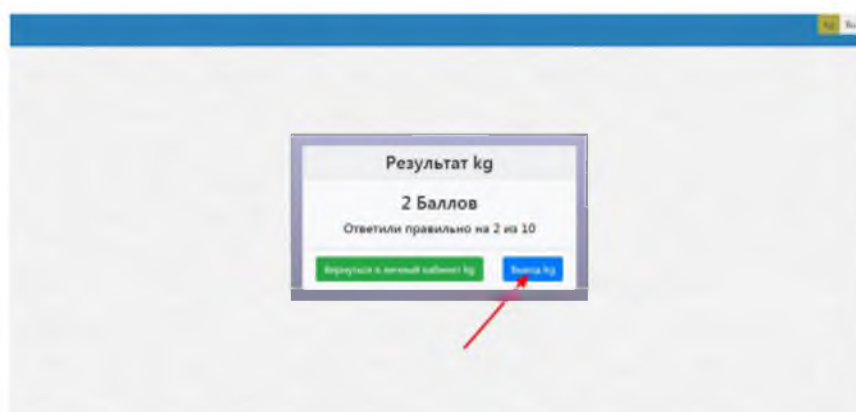 Результат kg
2 Баллов
Ответили правильно на 2 из 10
Вернуться в личный кабинет kg
Выход kg